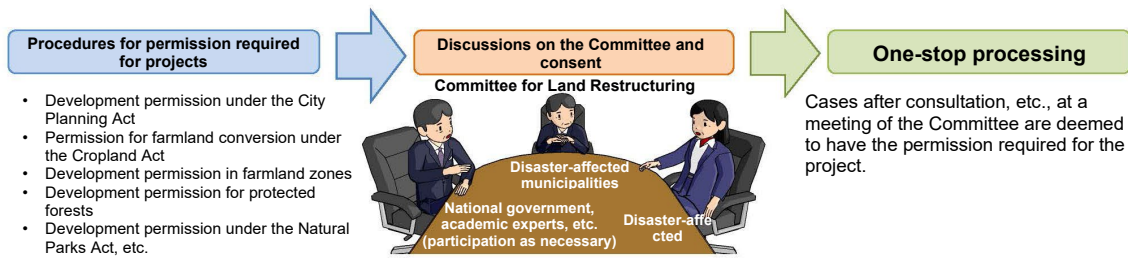 Procedures for permission required
for projects
• Development permission under the City
Planning Act
• Permission for farmland conversion under
the Cropland Act
• Development permission in farmland zones
• Development permission for protected
forests
• Development permission under the Natural
Parks Act, etc.
Discussions on the Committee and
consent
Committee for Land Restructuring
Disaster-affected
municipalities
National government,
academic experts, etc.
(participation as necessary)
Disaster-affe
cted
One-stop processing
Cases after consultation, etc., at a
meeting of the Committee are deemed
to have the permission required for the
project.